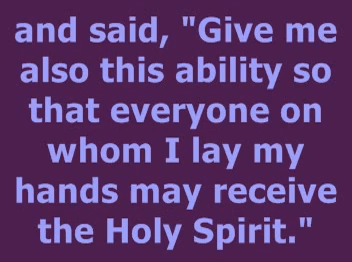 and said, "Give me
also this ability so
that everyone on
whom I lay my
hands may receive
the Holy Spirit."